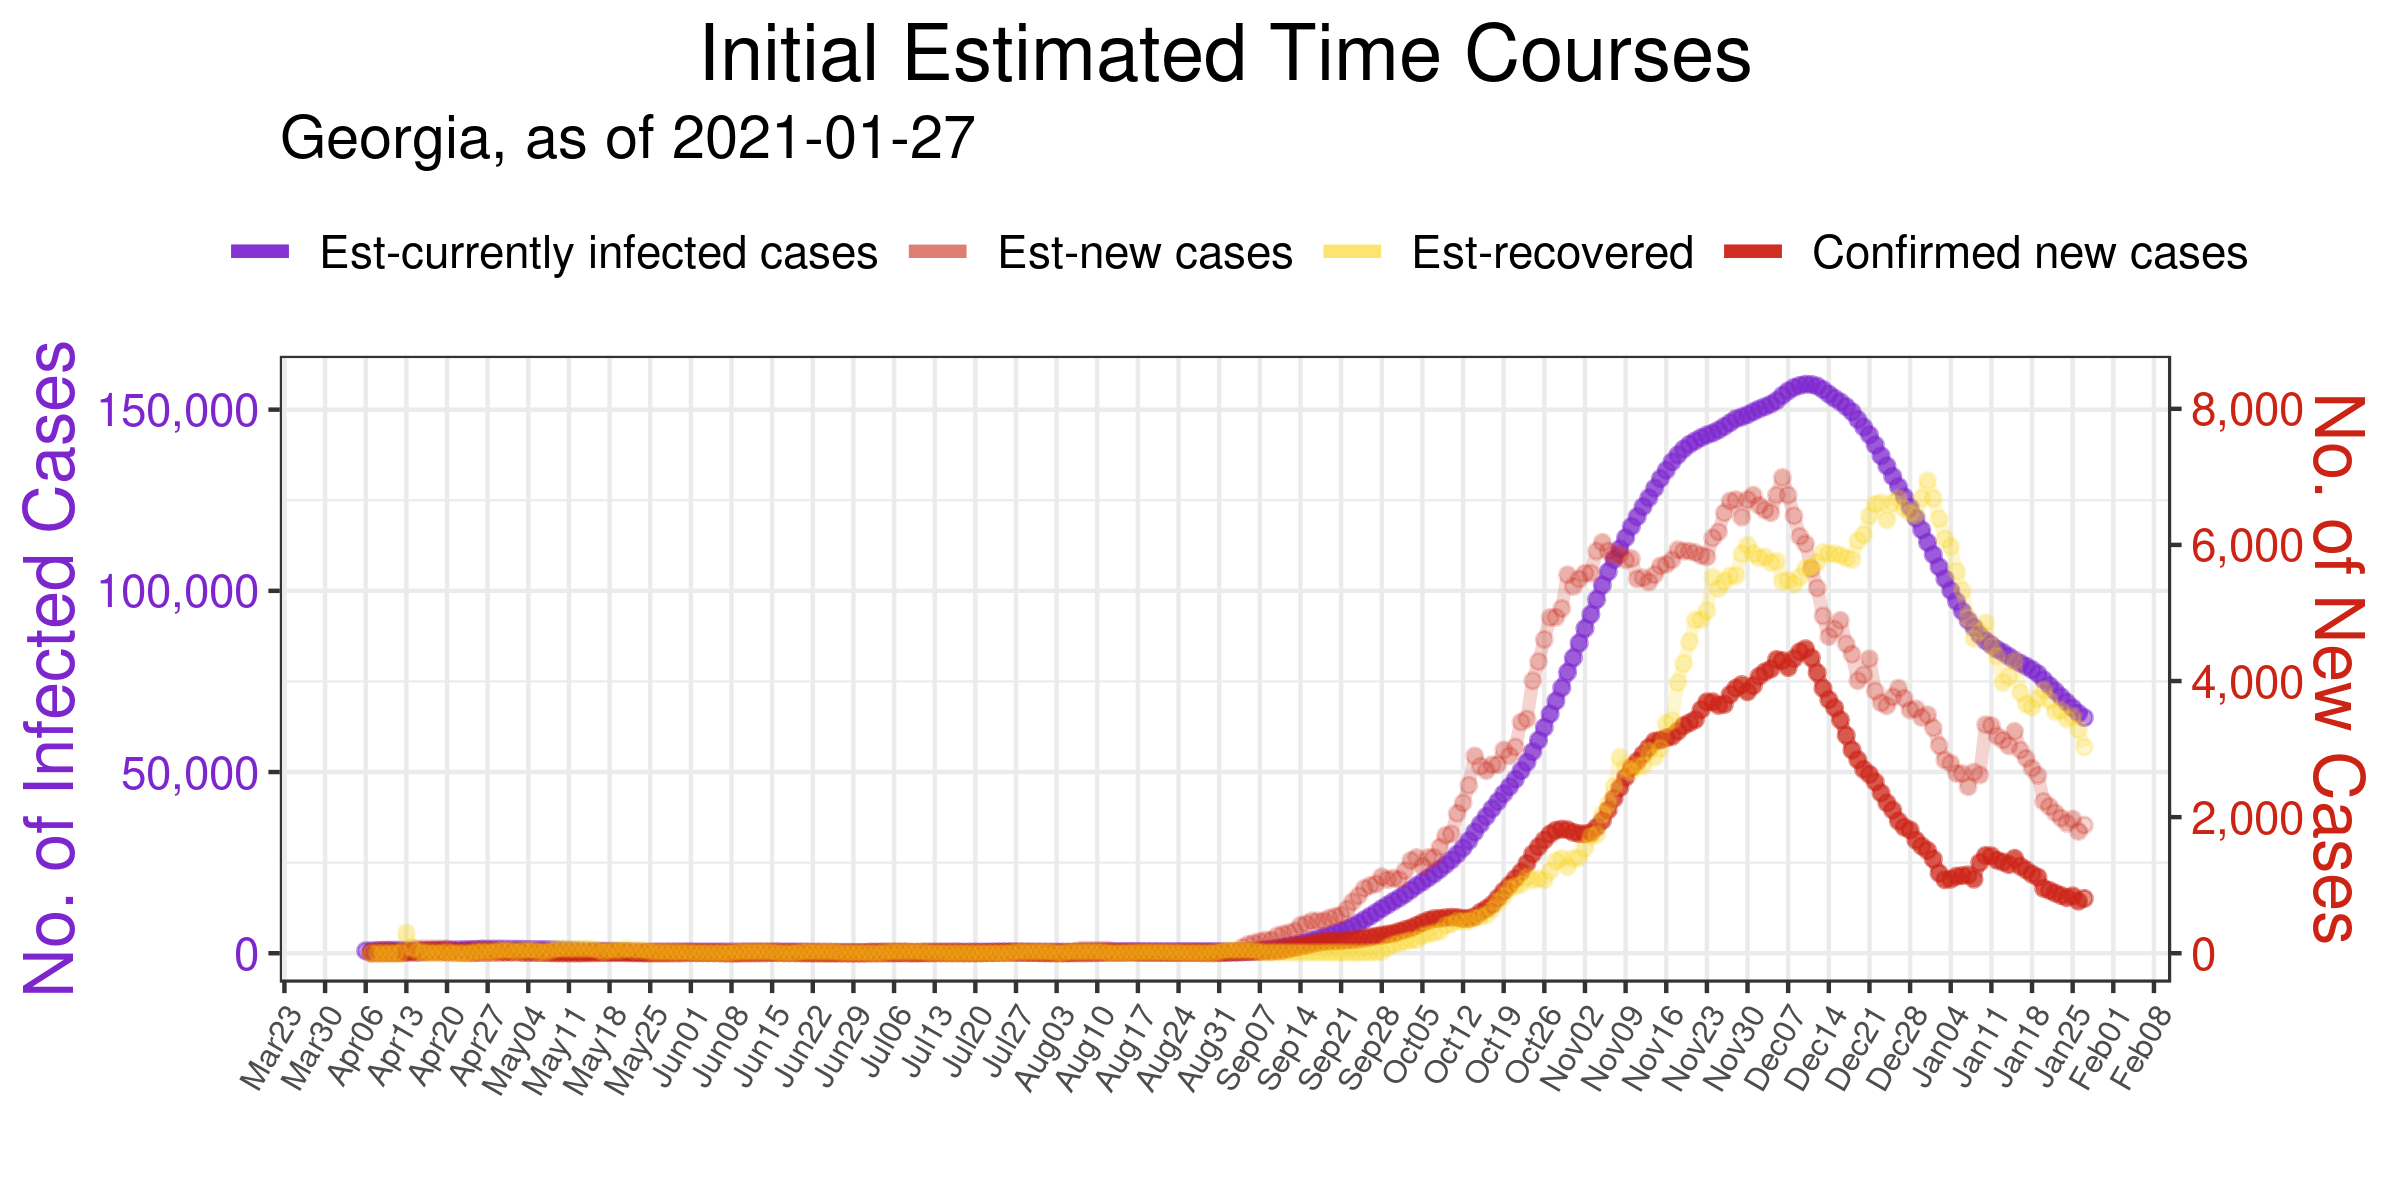 Initial Estimated Time Courses
Georgia, as of 2021-01-27
Est-currently infected cases Est-new cases Est-recovered Confirmed new cases
No. of Infected Cases
150,000
100,000
50,000
0
8,000
6,000
4,000
2,000
0
No. of New Cases
Mar23 Mar30 Apr06 Apr13 Apr20 Apr27 May04 May11 May18 May25 Jun01 Jun08 Jun15 Jun22 Jun29 Jul06 Jul13 Jul20 Jul27 Aug03 Aug10 Aug17 Aug24 Aug31 Sep07 Sep14 Sep21 Sep28 Oct05 Oct12 Oct19 Oct26 Nov02 Nov09 Nov16 Nov23 Nov30 Dec07 Dec14 Dec21 Dec28 Jan04 Jan11 Jan18 Jan25 Feb01 Feb08